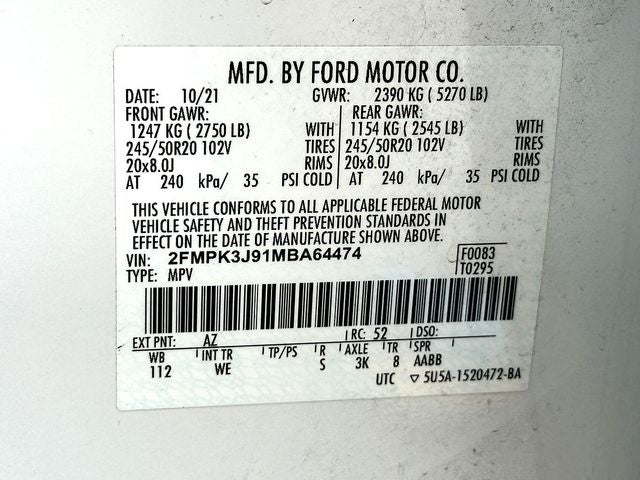 MFD. BY FORD MOTOR CO.
DATE: 10/21 GVWR: 2390 KG ( 5270 LB)
FRONT GAWR: REAR GAWR:
1247 KG ( 2750 LB) WITH 1154 KG ( 2545 LB) WITH
245/50R20 102V TIRES 245/50R20 102V TIRES
20x8.0J RIMS 20x8.0J RIMS
AT 240 kPa/ 35 PSI COLD AT 240 kPa/ 35 PSI COLD
THIS VEHICLE CONFORMS TO ALL APPLICABLE FEDERAL MOTOR
VEHICLE SAFETY AND THEFT PREVENTION STANDARDS IN
EFFECT ON THE DATE OF MANUFACTURE SHOWN ABOVE.
VIN: 2FMPK3J91MBA64474 F0083
TYPE: MPV T0295
EXT PNT: AZ RC: 52 DSO:
WB INT TR TP/PS R AXLE TR SPR
112 WE S 3K 8 AABB
UTC ▽ 5U5A-1520472-BA